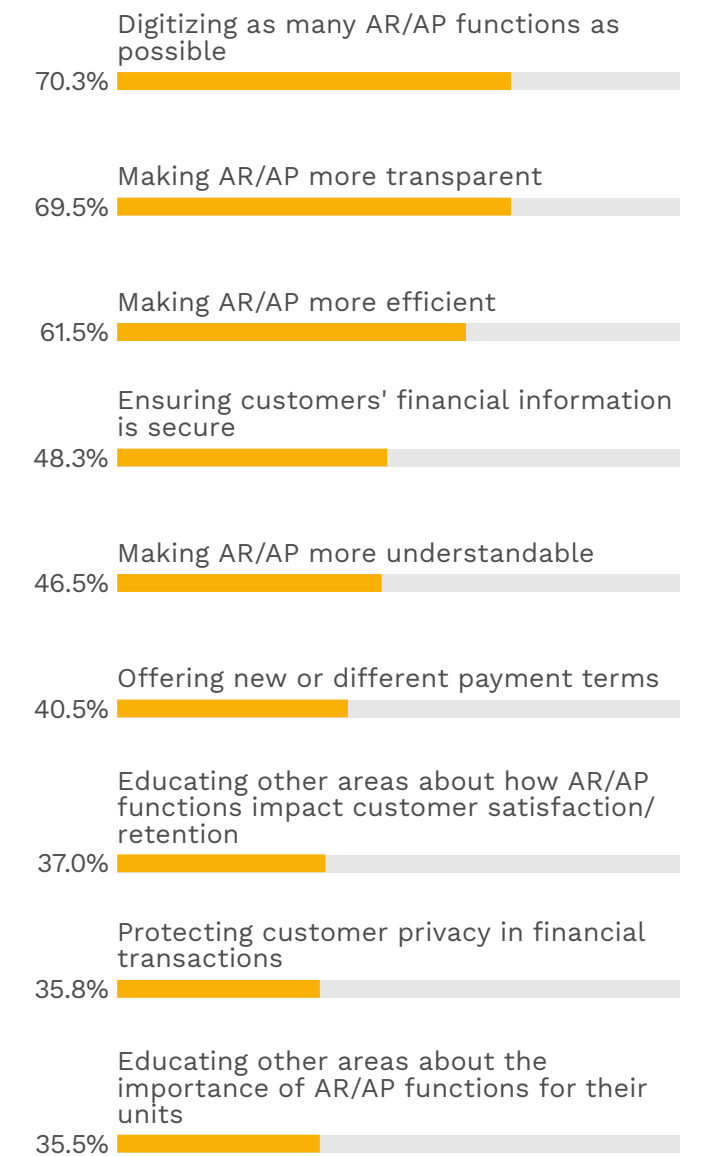 Digitizing as many AR/AP functions as
possible
70.3%
Making AR/AP more transparent
69.5%
Making AR/AP more efficient
61.5%
Ensuring customers' financial information
is secure
48.3%
Making AR/AP more understandable
46.5%
Offering new or different payment terms
40.5%
Educating other areas about how AR/AP
functions impact customer satisfaction/
retention
37.0%
Protecting customer privacy in financial
transactions
35.8%
Educating other areas about the
importance of AR/AP functions for their
units
35.5%